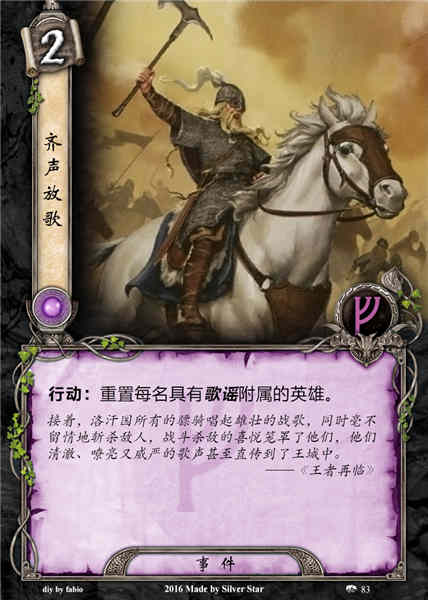 2
齐声放歌
行动：重置每名具有歌谣附属的英雄。
接着，洛汗国所有的骠骑唱起雄壮的战歌，同时毫不
留情地斩杀敌人，战斗杀敌的喜悦笼罩了他们，他们
清澈、嘹亮又威严的歌声甚至直传到了王城中。
——《王者再临》
事件
diy by fabio
2016 Made by Silver Star
83